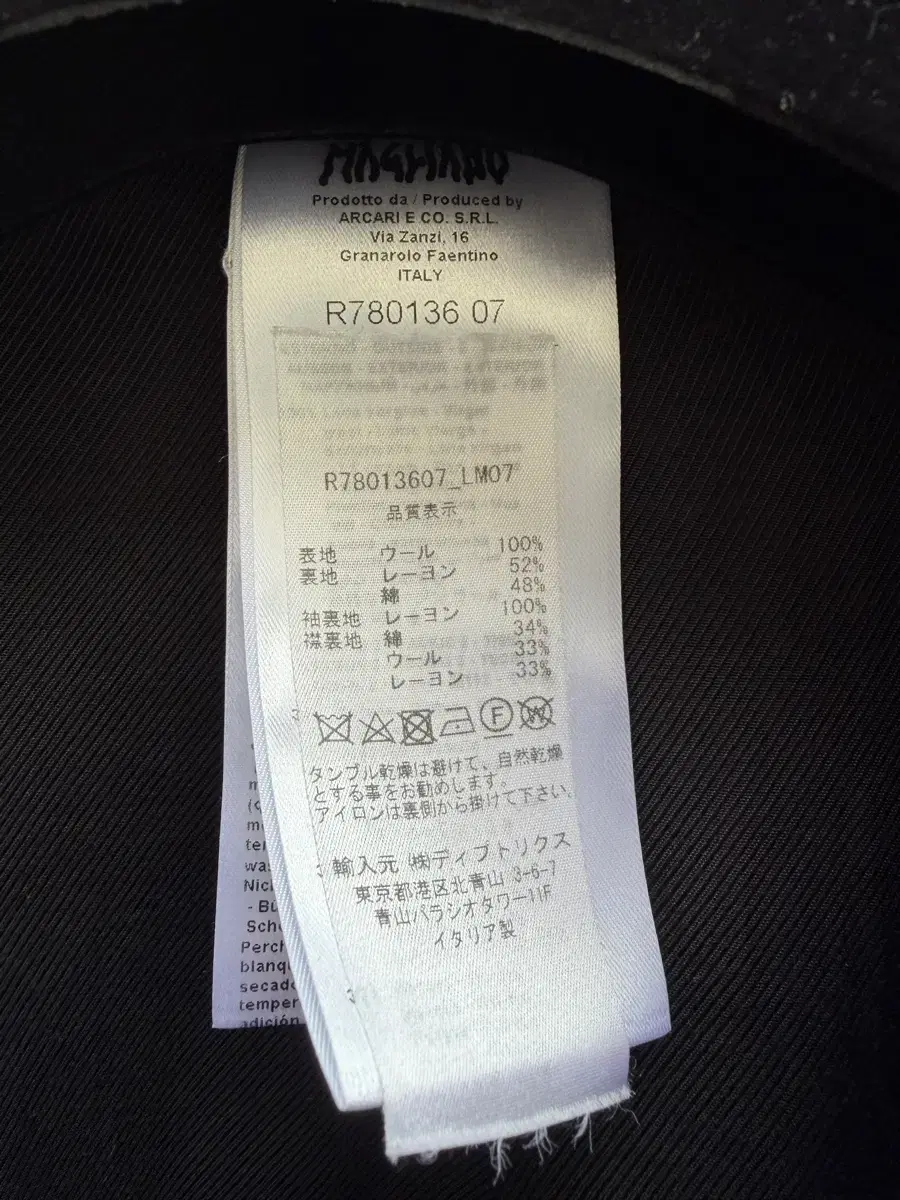 MAGLIANO
Prodotto da / Produced by
ARCARI E CO. S.R.L.
Via Zanzi, 16
Granarolo Faentino
ITALY
R780136 07
R78013607_LM07
品質表示
表地 ウール 100%
裏地 レーヨン 52%
綿 48%
袖裏地 レーヨン 100%
襟裏地 綿 34%
ウール 33%
レーヨン 33%
F W
タンブル乾燥は避けて、自然乾燥
とする事をお勧めします。
アイロンは裏側から掛けて下さい。
輸入元 ㈱ディプトリクス
東京都港区北青山 3-6-7
青山パラシオタワー11F
イタリア製
blanq
secado
temper
adición